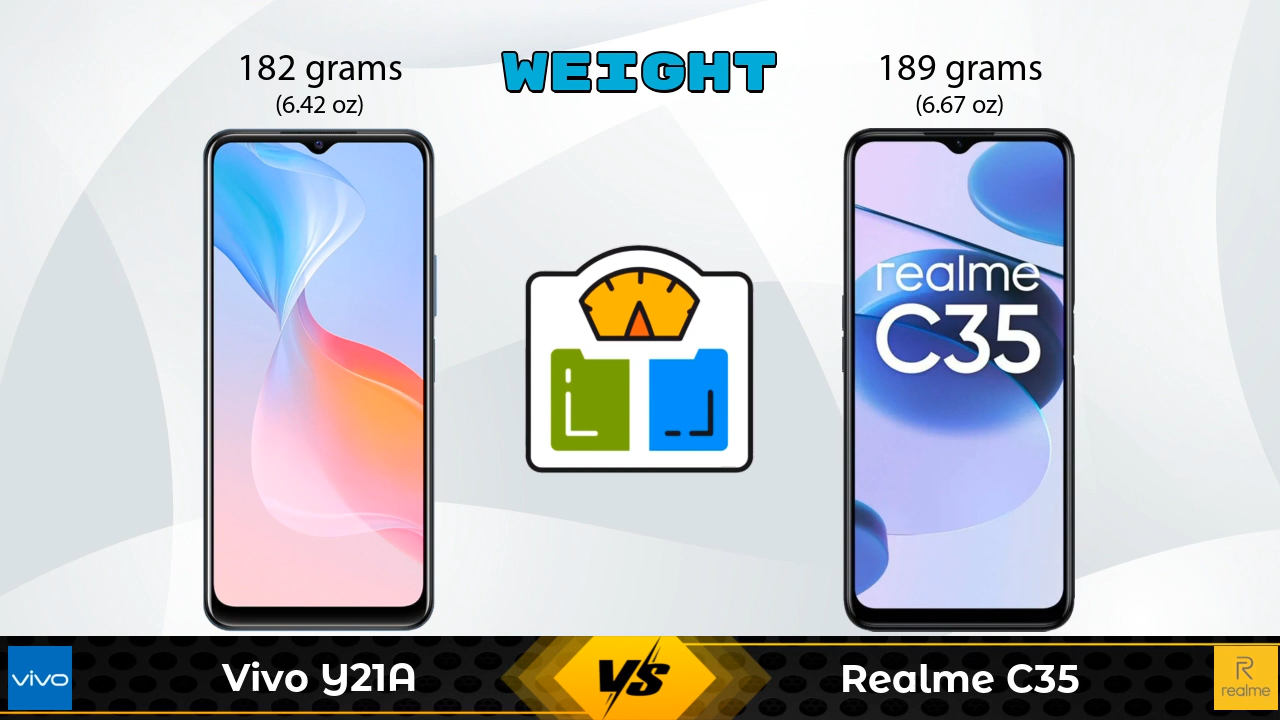 WEIGHT
182 grams
(6.42 oz)
189 grams
(6.67 oz)
realme
C35
vivo
Vivo Y21A
VS
Realme C35
R
realme